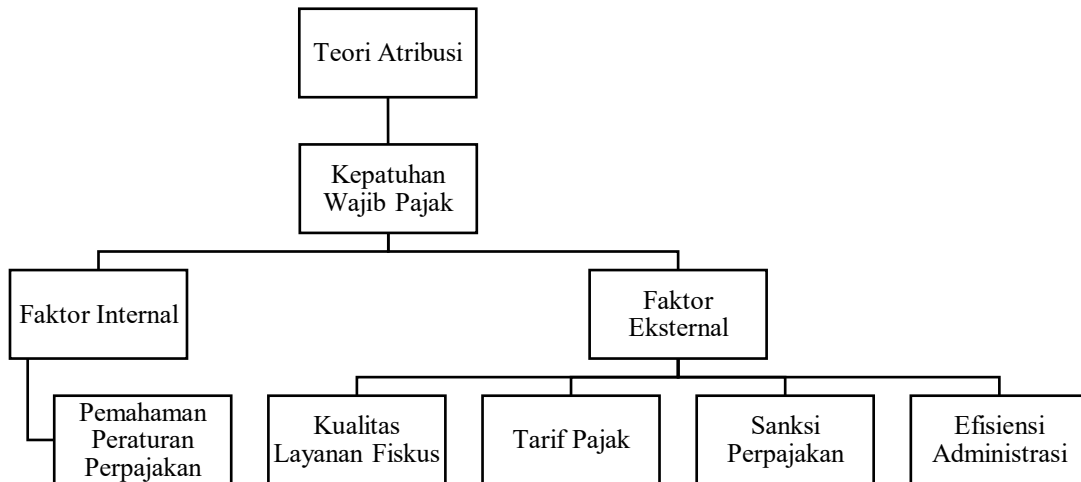 Teori Atribusi
Kepatuhan
Wajib Pajak
Faktor Internal
Faktor
Eksternal
Pemahaman
Peraturan
Perpajakan
Kualitas
Layanan Fiskus
Tarif Pajak
Sanksi
Perpajakan
Efisiensi
Administrasi